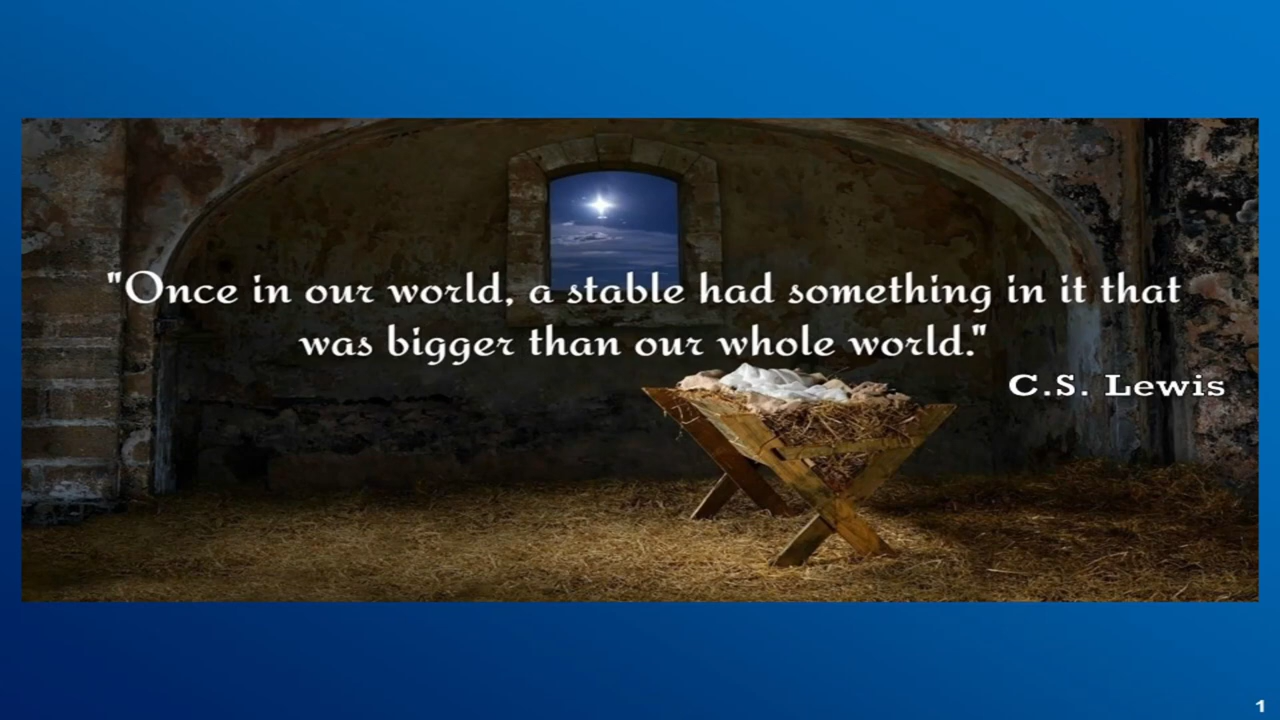 "Once in our world, a stable had something in it that
was bigger than our whole world."
C.S. Lewis
1